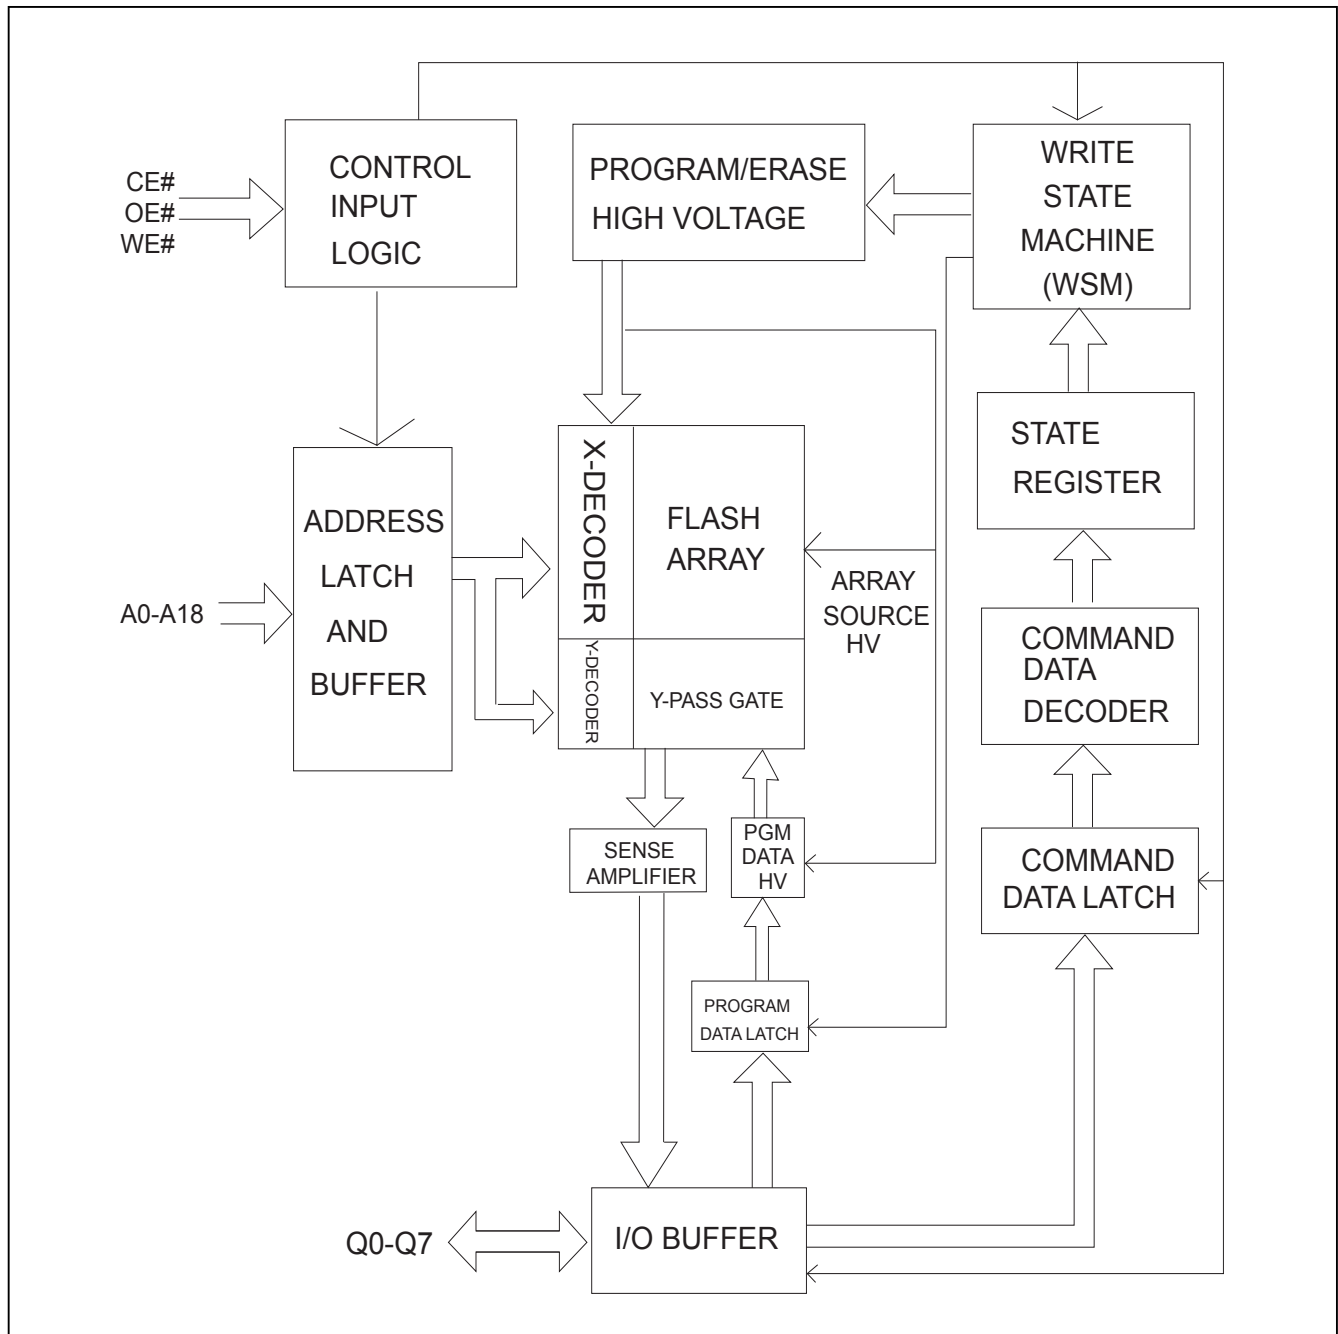 CE#
OE#
WE#
CONTROL
INPUT
LOGIC
PROGRAM/ERASE
HIGH VOLTAGE
WRITE
STATE
MACHINE
(WSM)
STATE
REGISTER
A0-A18
ADDRESS
LATCH
AND
BUFFER
X-DECODER
FLASH
ARRAY
Y-DECODER
Y-PASS GATE
ARRAY
SOURCE
HV
COMMAND
DATA
DECODER
SENSE
AMPLIFIER
PGM
DATA
HV
COMMAND
DATA LATCH
PROGRAM
DATA LATCH
Q0-Q7
I/O BUFFER